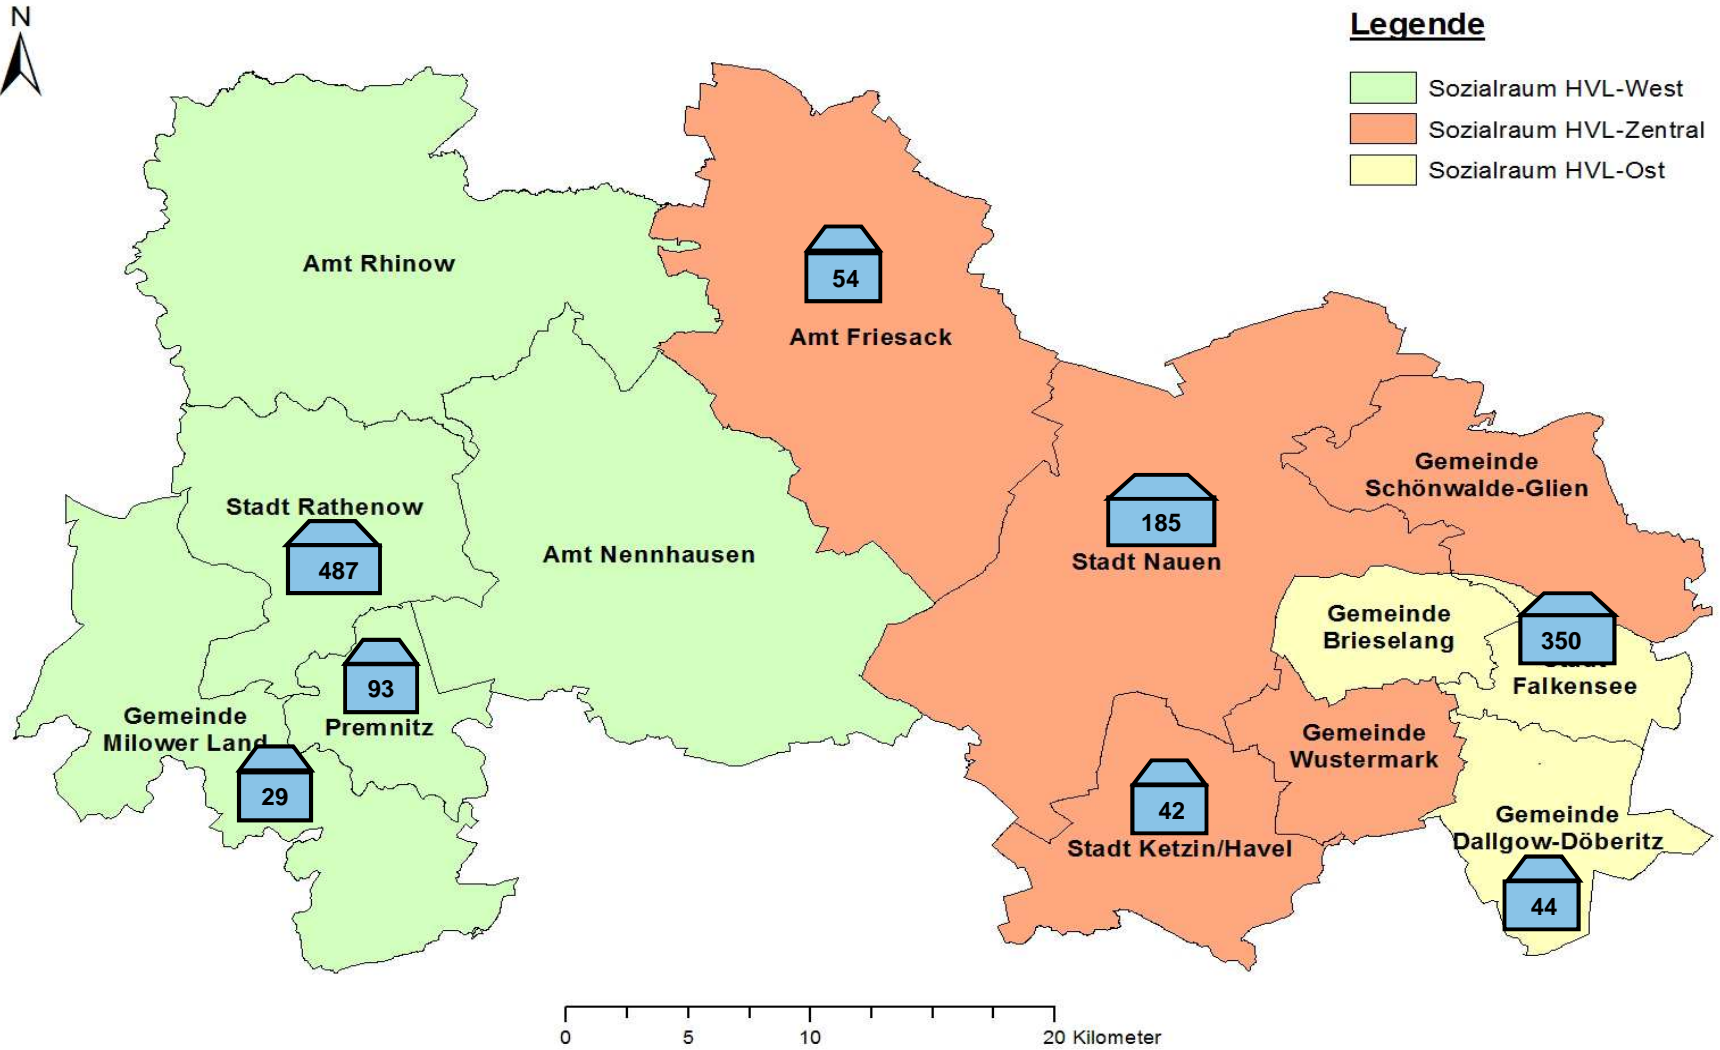 N
Legende
Sozialraum HVL-West
Sozialraum HVL-Zentral
Sozialraum HVL-Ost
Amt Rhinow
54
Amt Friesack
Gemeinde
Schönwalde-Glien
Stadt Rathenow
487
Amt Nennhausen
185
Stadt Nauen
Gemeinde
Brieselang
350
Stadt
Falkensee
93
Premnitz
Gemeinde
Milower Land
29
Gemeinde
Wustermark
42
Stadt Ketzin/Havel
Gemeinde
Dallgow-Döberitz
44
0 5 10 20 Kilometer